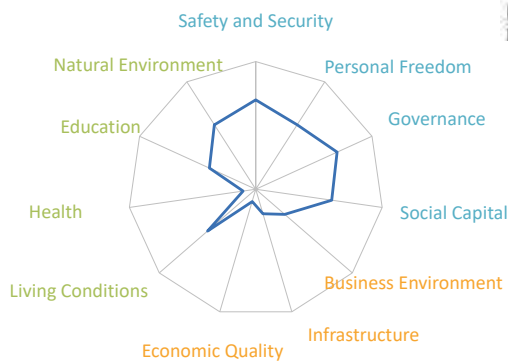 Safety and Security
Natural Environment
Personal Freedom
Education
Governance
Health
Social Capital
Living Conditions
Business Environment
Infrastructure
Economic Quality